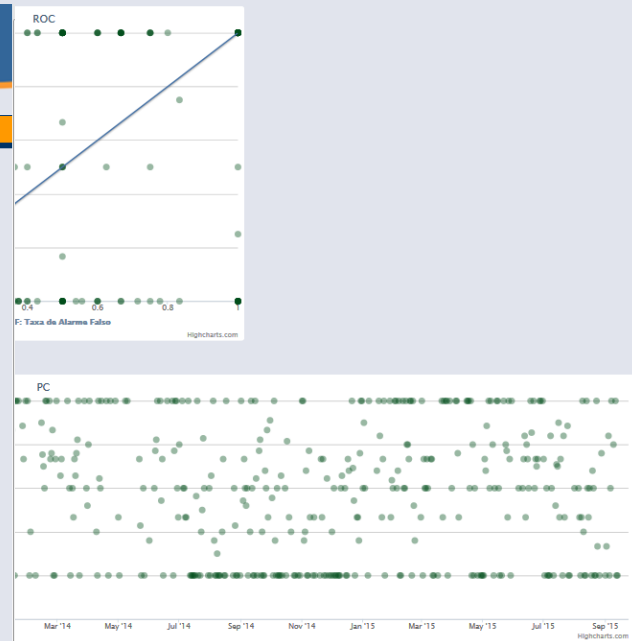 ROC
0.4 0.6 0.8 1
F: Taxa de Alarme Falso
Highcharts.com
PC
Mar '14 May '14 Jul '14 Sep '14 Nov '14 Jan '15 Mar '15 May '15 Jul '15 Sep '15
Highcharts.com